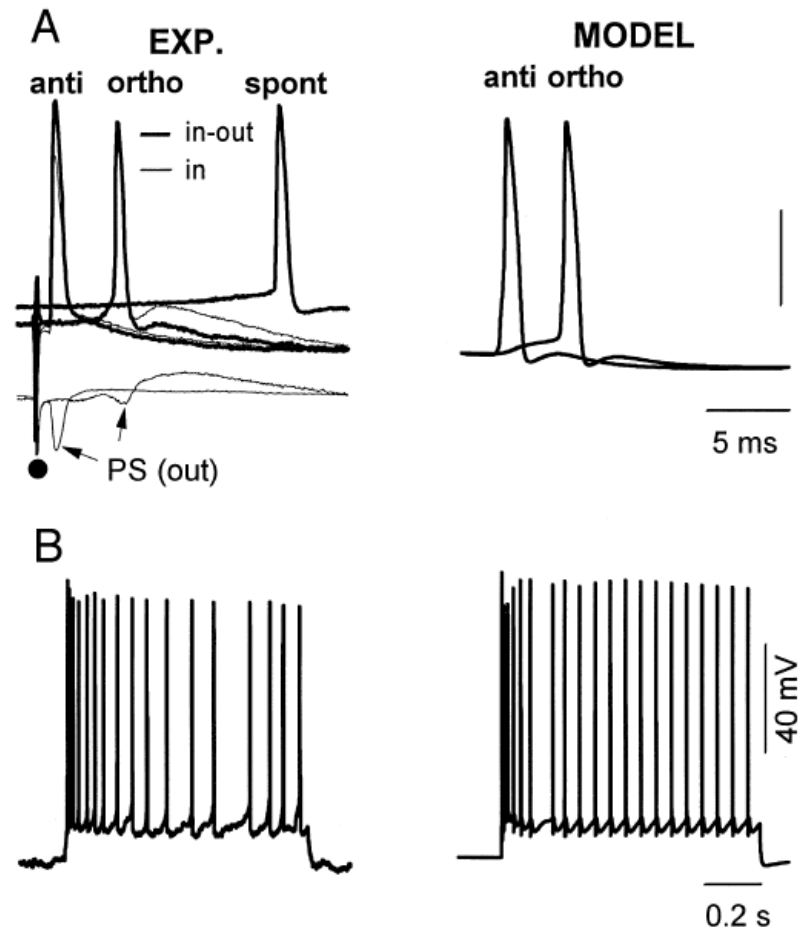 A
EXP.
MODEL
anti ortho spont
in-out
in
anti ortho
5 ms
PS (out)
B
40 mV
0.2 s